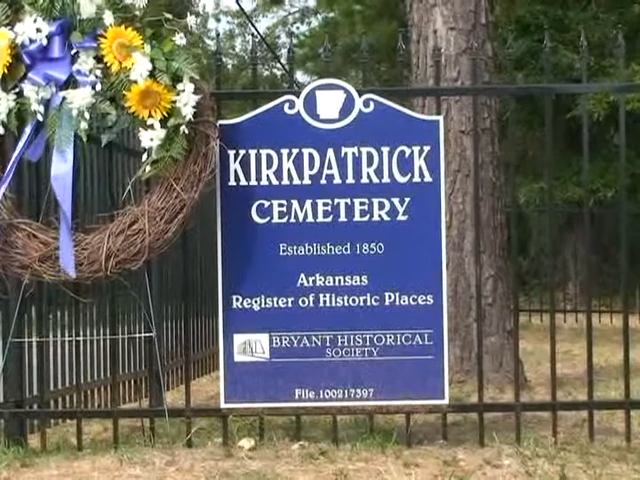 KIRKPATRICK
CEMETERY
Established 1850
Arkansas
Register of Historic Places
BRYANT HISTORICAL
SOCIETY
File.100217397